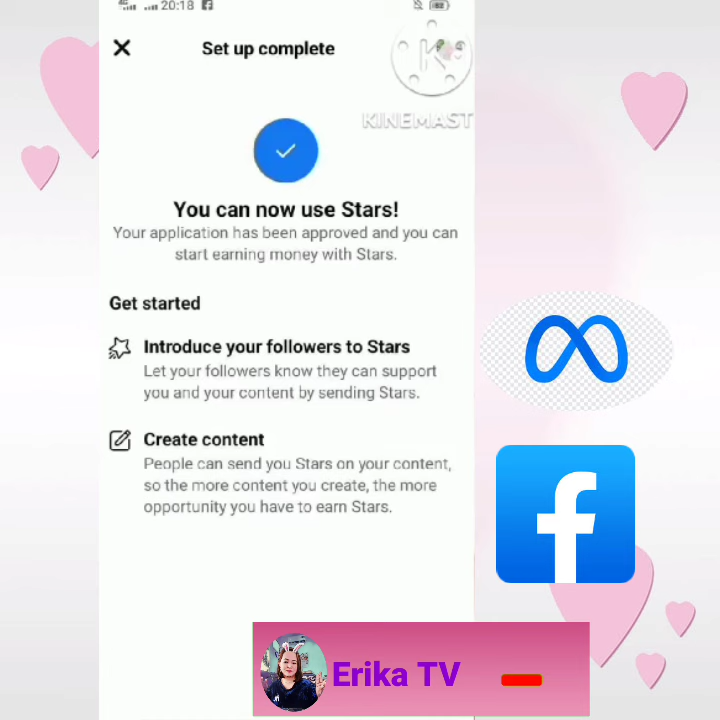 20:18
Set up complete
KINEMAST
You can now use Stars!
Your application has been approved and you can
start earning money with Stars.
Get started
Introduce your followers to Stars
Let your followers know they can support
you and your content by sending Stars.
Create content
People can send you Stars on your content,
so the more content you create, the more
opportunity you have to earn Stars.
Erika TV